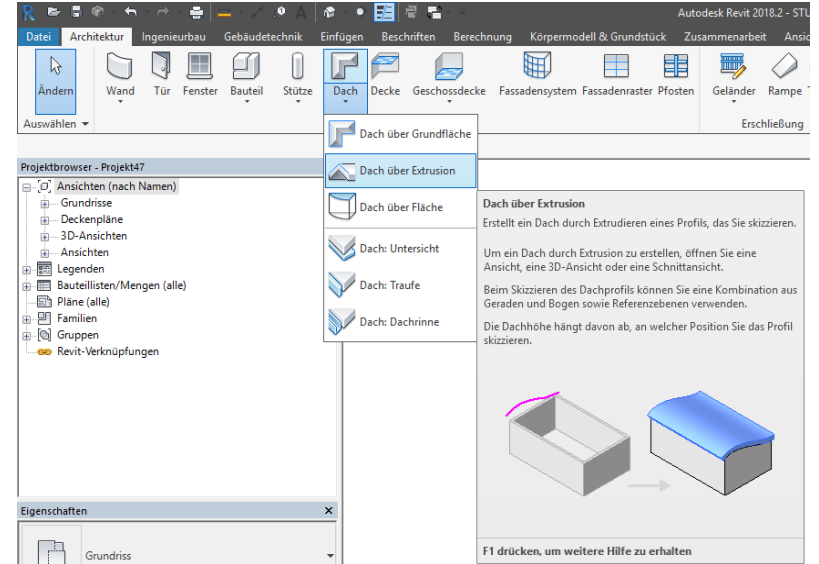 Autodesk Revit 2018.2 - STU
Datei Architektur Ingenieurbau Gebäudetechnik Einfügen Beschriften Berechnung Körpermodell & Grundstück Zusammenarbeit Ansic
Ändern Wand Tür Fenster Bauteil Stütze Dach Decke Geschossdecke Fassadensystem Fassadenraster Pfosten Geländer Rampe T
Auswählen Erschließung
Dach über Grundfläche
Dach über Extrusion
Dach über Fläche
Dach: Untersicht
Dach: Traufe
Dach: Dachrinne
Projektbrowser - Projekt47
Ansichten (nach Namen)
Grundrisse
Deckenpläne
3D-Ansichten
Ansichten
Legenden
Bauteillisten/Mengen (alle)
Pläne (alle)
Familien
Gruppen
Revit-Verknüpfungen
Dach über Extrusion
Erstellt ein Dach durch Extrudieren eines Profils, das Sie skizzieren.
Um ein Dach durch Extrusion zu erstellen, öffnen Sie eine
Ansicht, eine 3D-Ansicht oder eine Schnittansicht.
Beim Skizzieren des Dachprofils können Sie eine Kombination aus
Geraden und Bogen sowie Referenzebenen verwenden.
Die Dachhöhe hängt davon ab, an welcher Position Sie das Profil
skizzieren.
F1 drücken, um weitere Hilfe zu erhalten
Eigenschaften X
Grundriss